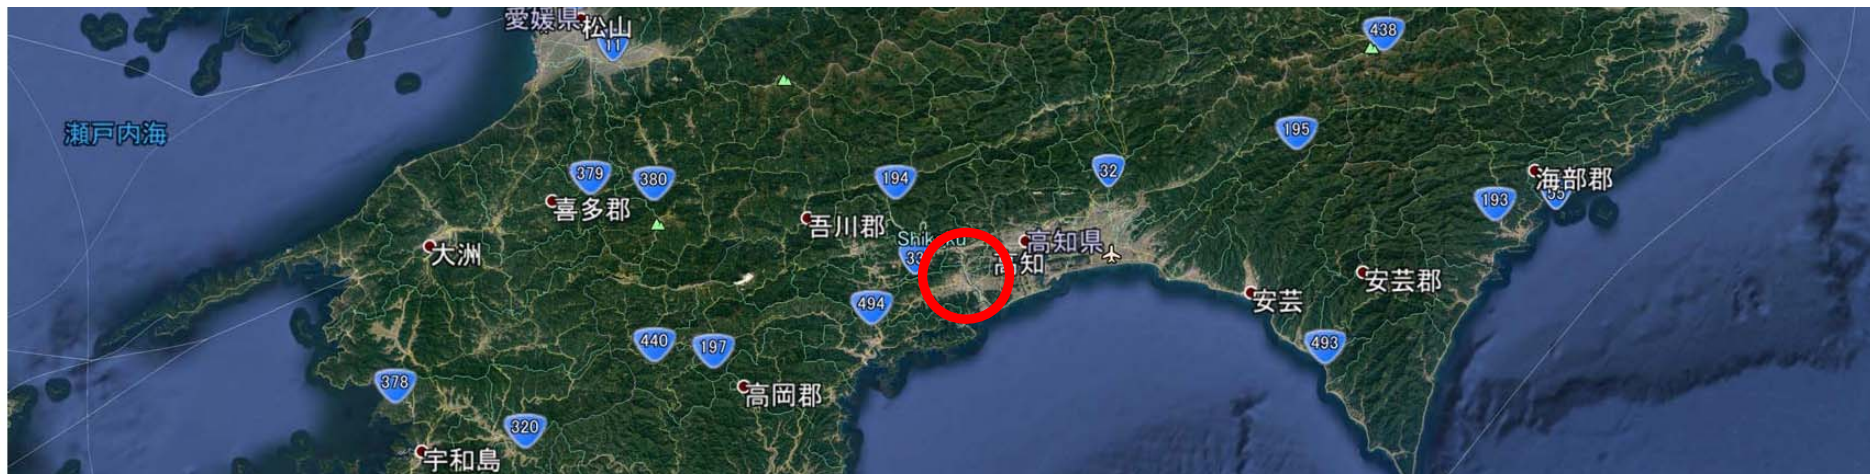 愛媛県
松山
11
438
瀬戸内海
195
379
380
194
32
海部郡
193
55
喜多郡
吾川郡
Shikoku
高知県
大洲
33
高知
安芸郡
494
安芸
440
197
493
378
高岡郡
320
宇和島